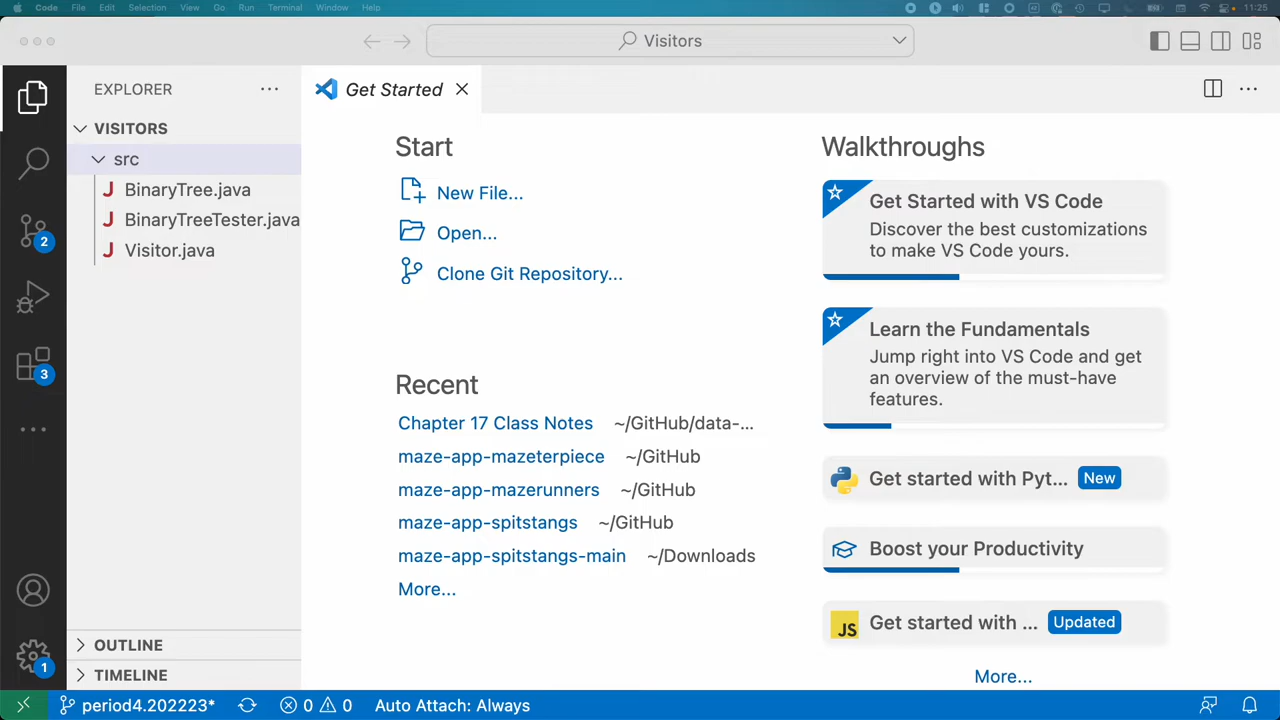 Code File Edit Selection View Go Run Terminal Window Help 11:25
Visitors
EXPLORER
Get Started
VISITORS
src
BinaryTree.java
BinaryTreeTester.java
Visitor.java
OUTLINE
TIMELINE
2
3
1
Start
New File...
Open...
Clone Git Repository...
Recent
Chapter 17 Class Notes ~/GitHub/data-...
maze-app-mazeterpiece ~/GitHub
maze-app-mazerunners ~/GitHub
maze-app-spitstangs ~/GitHub
maze-app-spitstangs-main ~/Downloads
More...
Walkthroughs
Get Started with VS Code
Discover the best customizations
to make VS Code yours.
Learn the Fundamentals
Jump right into VS Code and get
an overview of the must-have
features.
Get started with Pyt... New
Boost your Productivity
JS Get started with ... Updated
More...
period4.202223* 0 0 Auto Attach: Always